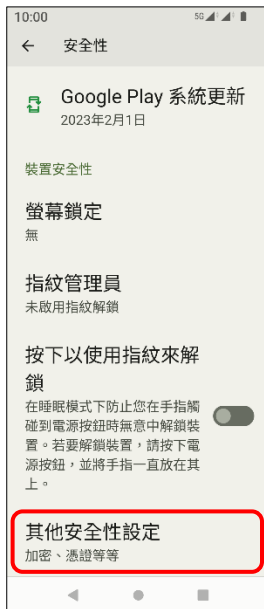 10:00 5G
安全性
Google Play 系統更新
2023年2月1日
裝置安全性
螢幕鎖定
無
指紋管理員
未啟用指紋解鎖
按下以使用指紋來解
鎖
在睡眠模式下防止您在手指觸
碰到電源按鈕時無意中解鎖裝
置。若要解鎖裝置，請按下電
源按鈕，並將手指一直放在其
上。
其他安全性設定
加密、憑證等等